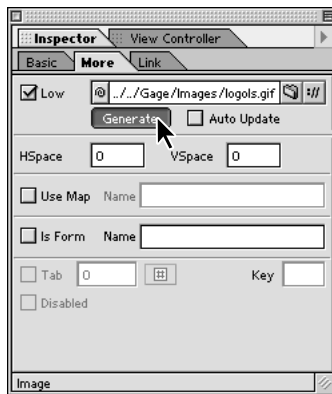 Inspector View Controller
Basic More Link
Low @ ../../Gage/Images/logols.gif ://
Generate Auto Update
HSpace 0 VSpace 0
Use Map Name
Is Form Name
Tab 0 # Key
Disabled
Image